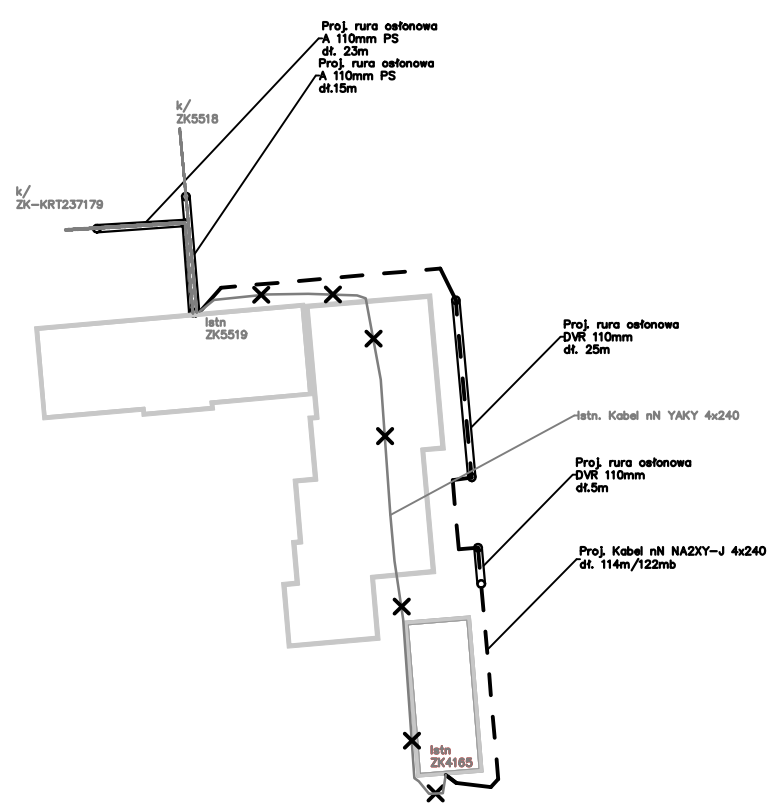 Proj. rura osłonowa
A 110mm PS
dł. 23m
Proj. rura osłonowa
A 110mm PS
dł.15m
k/
ZK5518
k/
ZK-KRT237179
Istn
ZK5519
Proj. rura osłonowa
DVR 110mm
dł. 25m
Istn. Kabel nN YAKY 4x240
Proj. rura osłonowa
DVR 110mm
dł.5m
Proj. Kabel nN NA2XY-J 4x240
dł. 114m/122mb
Istn
ZK4165